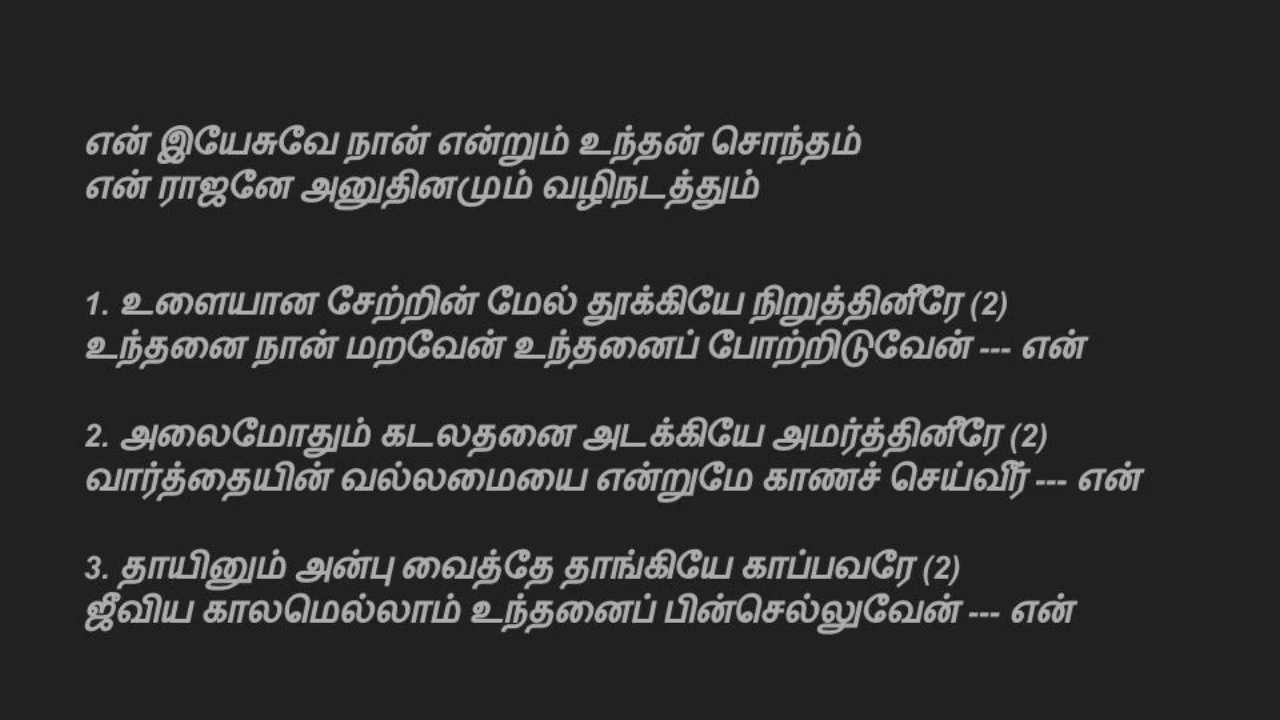 என் இயேசுவே நான் என்றும் உந்தன் சொந்தம்
என் ராஜனே அனுதினமும் வழிநடத்தும்
1. உளையான சேற்றின் மேல் தூக்கியே நிறுத்தினீரே (2)
உந்தனை நான் மறவேன் உந்தனைப் போற்றிடுவேன் --- என்
2. அலைமோதும் கடலதனை அடக்கியே அமர்த்தினீரே (2)
வார்த்தையின் வல்லமையை என்றுமே காணச் செய்வீர் --- என்
3. தாயினும் அன்பு வைத்தே தாங்கியே காப்பவரே (2)
ஜீவிய காலமெல்லாம் உந்தனைப் பின்செல்லுவேன் --- என்